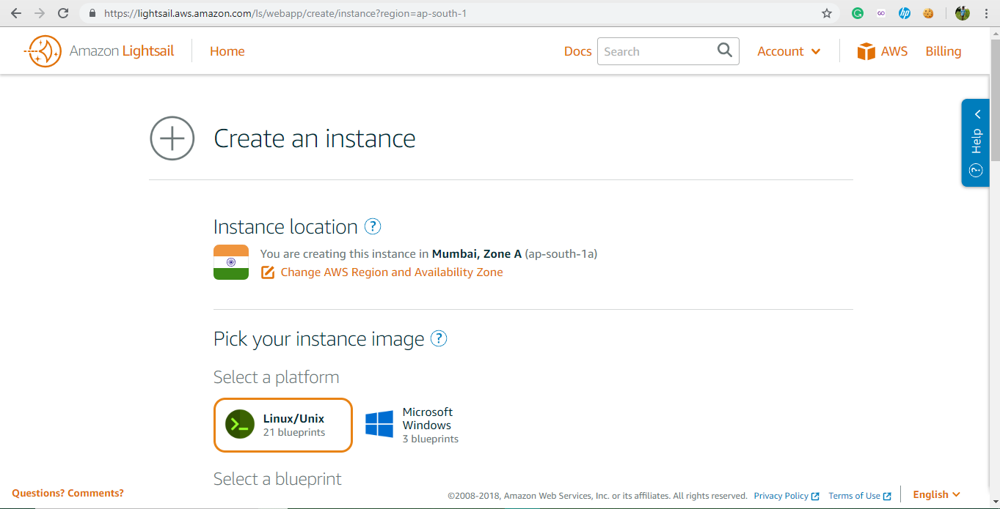 https://lightsail.aws.amazon.com/ls/webapp/create/instance?region=ap-south-1
Amazon Lightsail
Home
Docs
Search
Account
AWS
Billing
Help
Create an instance
Instance location ?
You are creating this instance in Mumbai, Zone A (ap-south-1a)
Change AWS Region and Availability Zone
Pick your instance image ?
Select a platform
Linux/Unix
21 blueprints
Microsoft
Windows
3 blueprints
Select a blueprint
Questions? Comments?
©2008-2018, Amazon Web Services, Inc. or its affiliates. All rights reserved.
Privacy Policy
Terms of Use
English